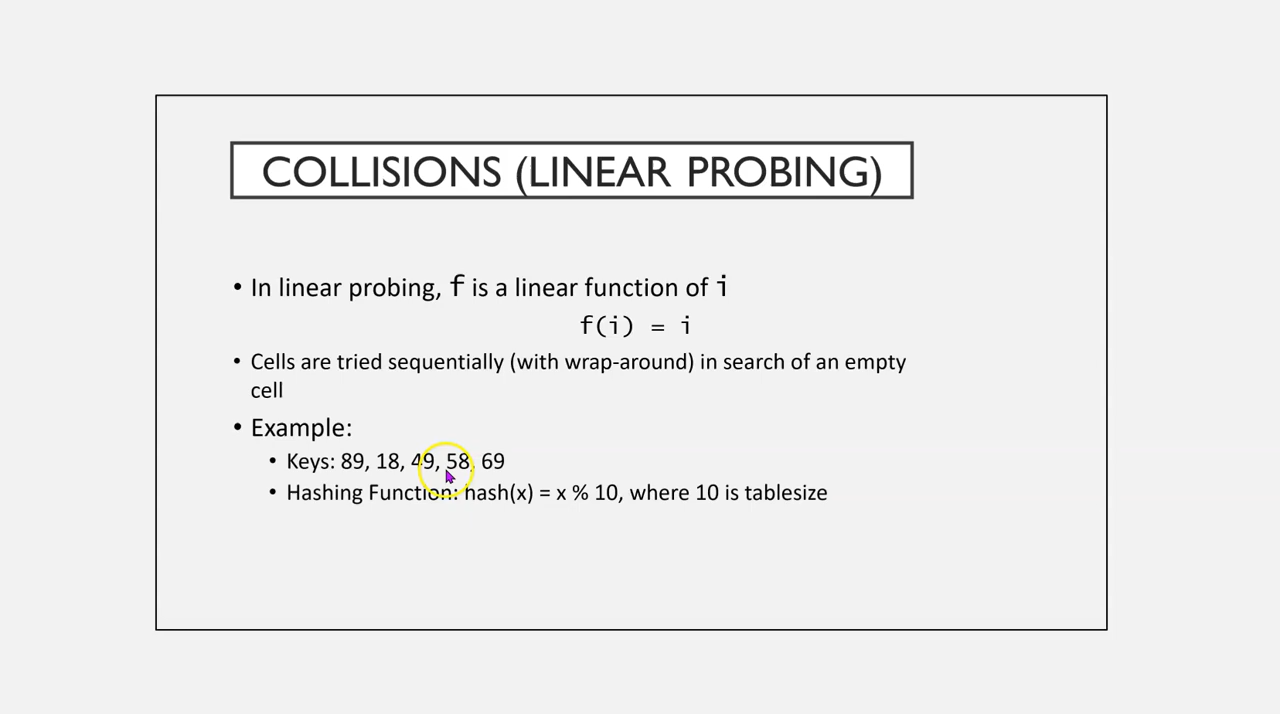 COLLISIONS (LINEAR PROBING)
• In linear probing, f is a linear function of i
f(i) = i
• Cells are tried sequentially (with wrap-around) in search of an empty
cell
• Example:
• Keys: 89, 18, 49, 58, 69
• Hashing Function: hash(x) = x % 10, where 10 is tablesize